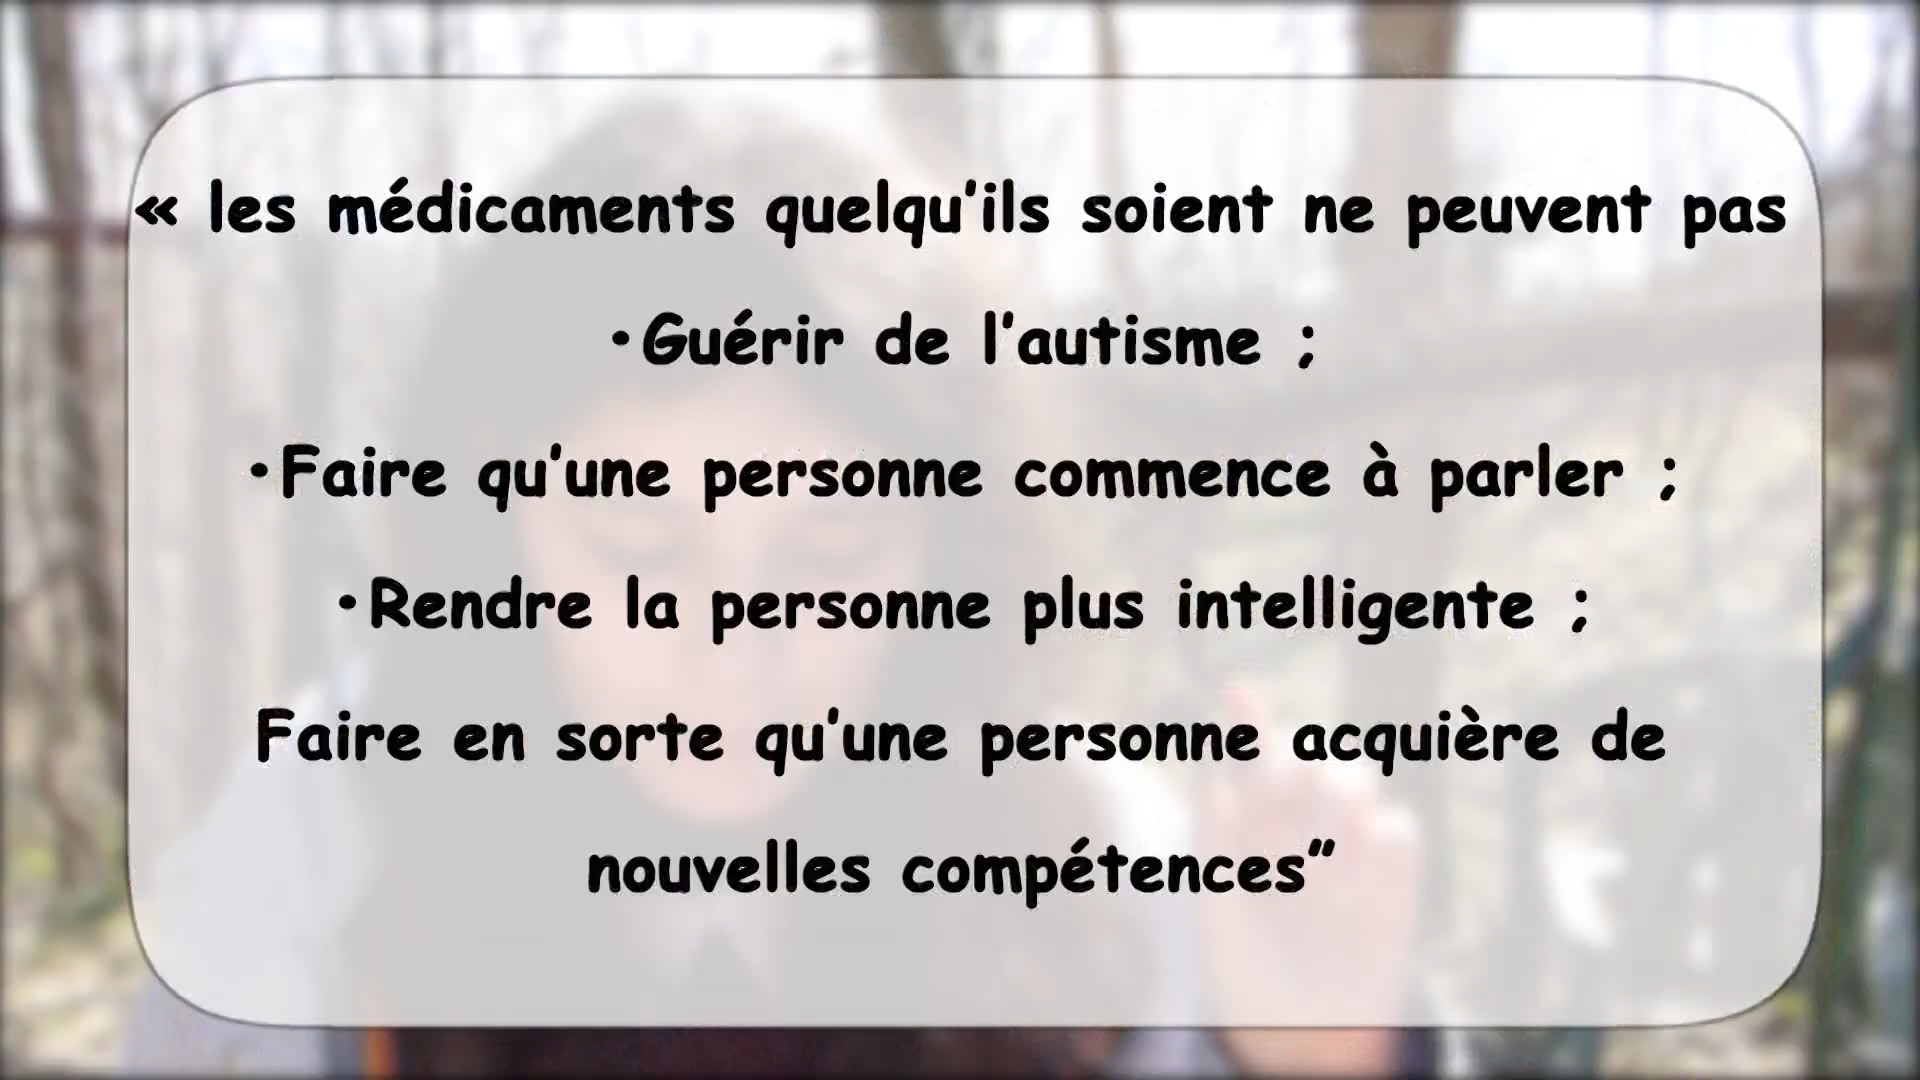 « les médicaments quelqu'ils soient ne peuvent pas
•Guérir de l'autisme ;
•Faire qu'une personne commence à parler ;
•Rendre la personne plus intelligente ;
Faire en sorte qu'une personne acquière de
nouvelles compétences”